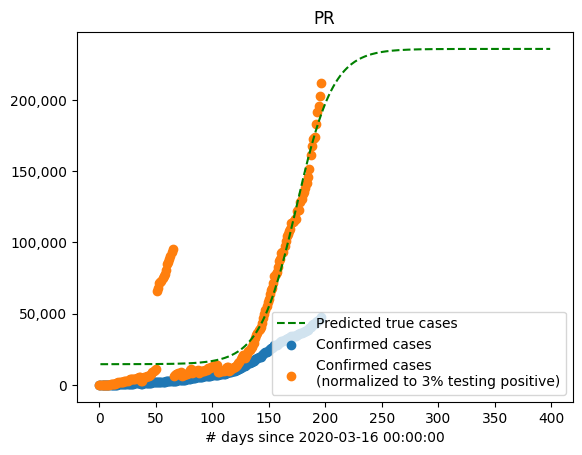 PR
200,000
150,000
100,000
50,000
0
Predicted true cases
Confirmed cases
Confirmed cases
(normalized to 3% testing positive)
0 50 100 150 200 250 300 350 400
# days since 2020-03-16 00:00:00